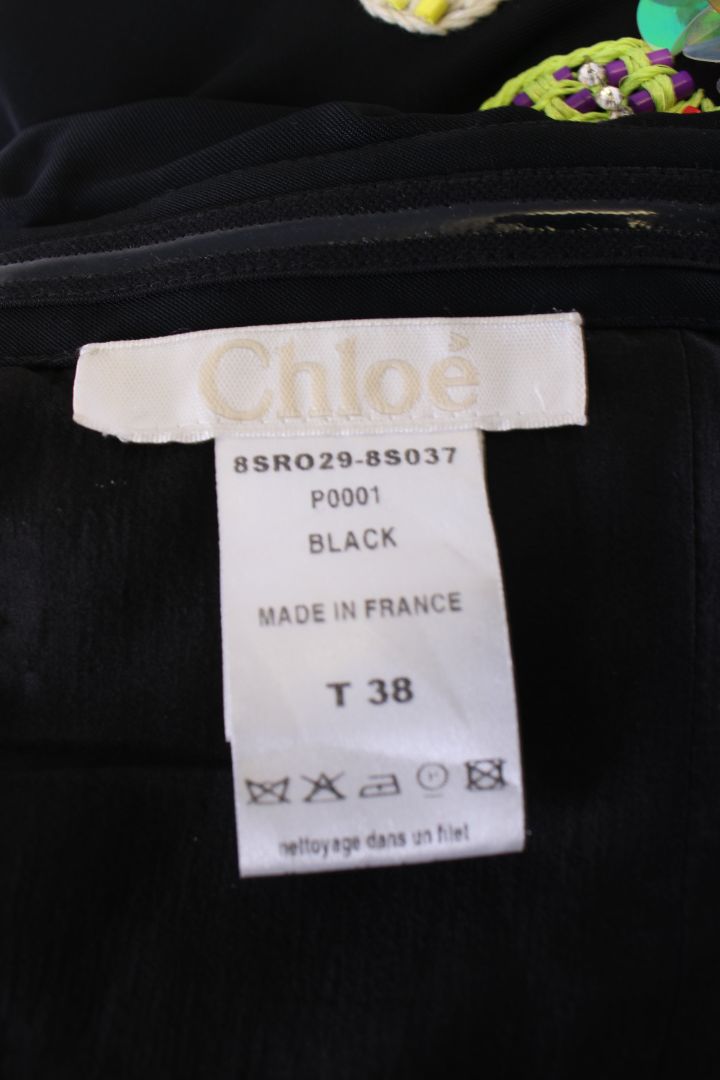 Chloé
8SRO29-8S037
P0001
BLACK
MADE IN FRANCE
T 38
P
nettoyage dans un filet